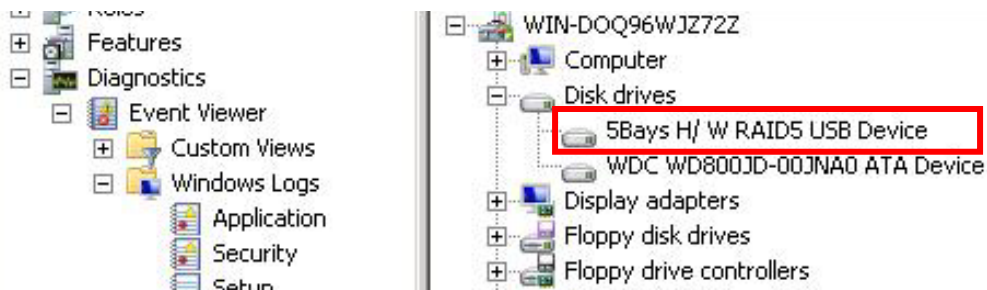 Roles
Features
Diagnostics
Event Viewer
Custom Views
Windows Logs
Application
Security
Setup
WIN-DOQ96WJZ72Z
Computer
Disk drives
5Bays H/ W RAID5 USB Device
WDC WD800JD-00JNA0 ATA Device
Display adapters
Floppy disk drives
Floppy drive controllers